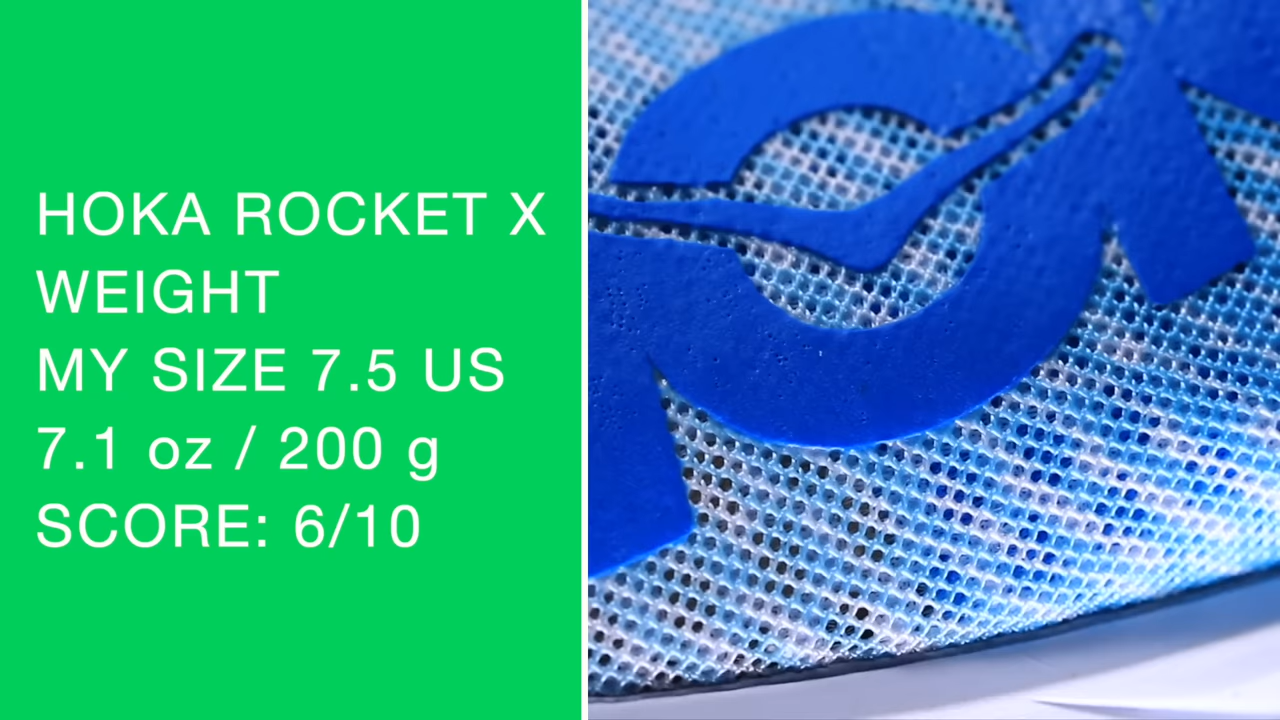 HOKA ROCKET X
WEIGHT
MY SIZE 7.5 US
7.1 oz / 200 g
SCORE: 6/10